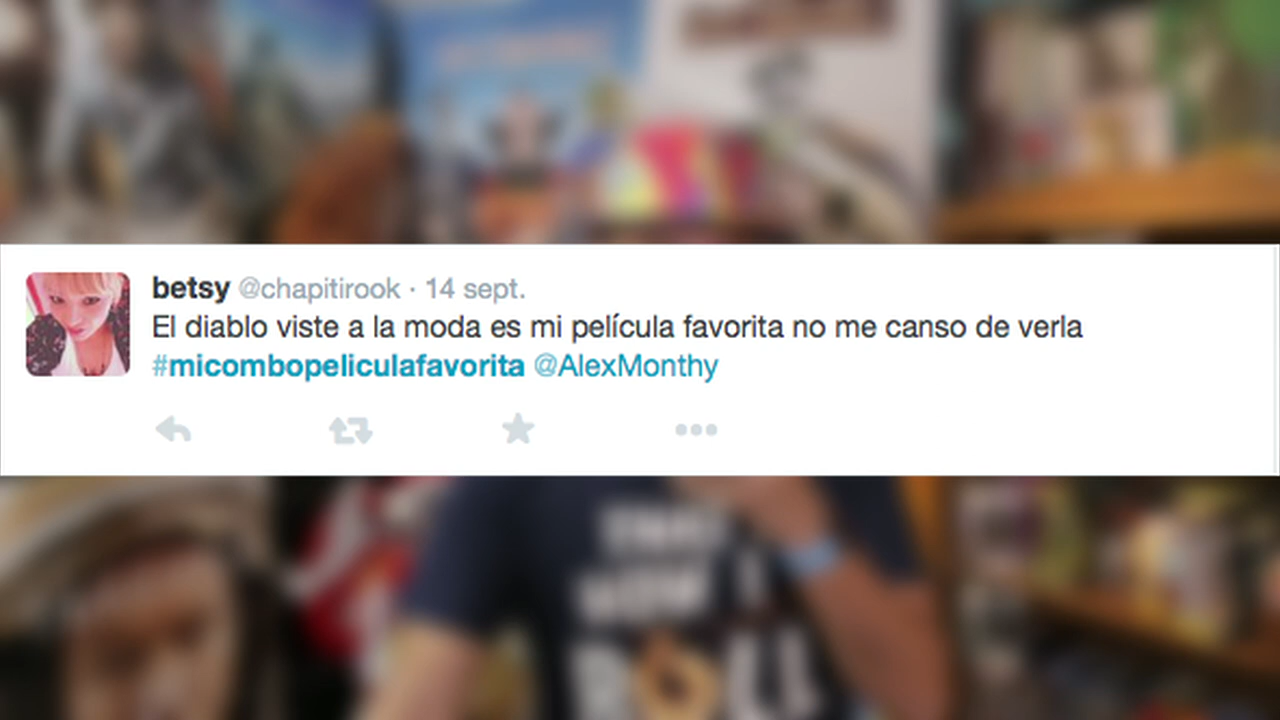 betsy @chapitirook · 14 sept.
El diablo viste a la moda es mi película favorita no me canso de verla
#micombopeliculafavorita @AlexMonthy